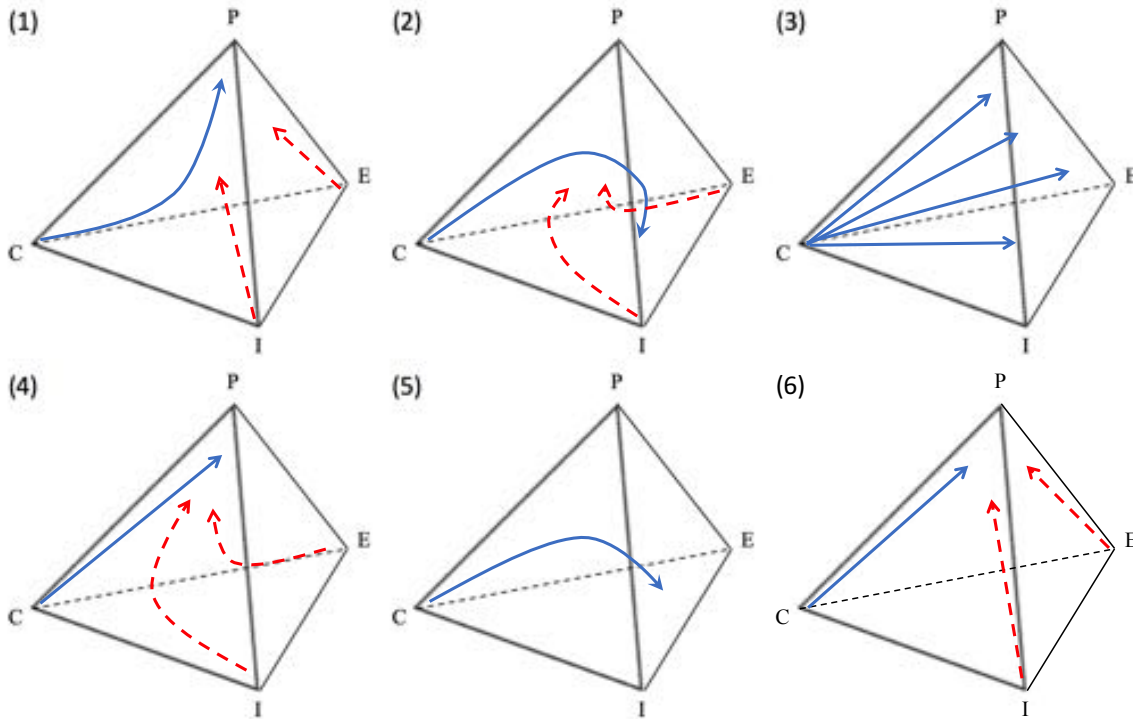 (1) P (2) P (3) P
E E E
C C C
I I I
(4) P (5) P (6) P
E E E
C C C
I I I